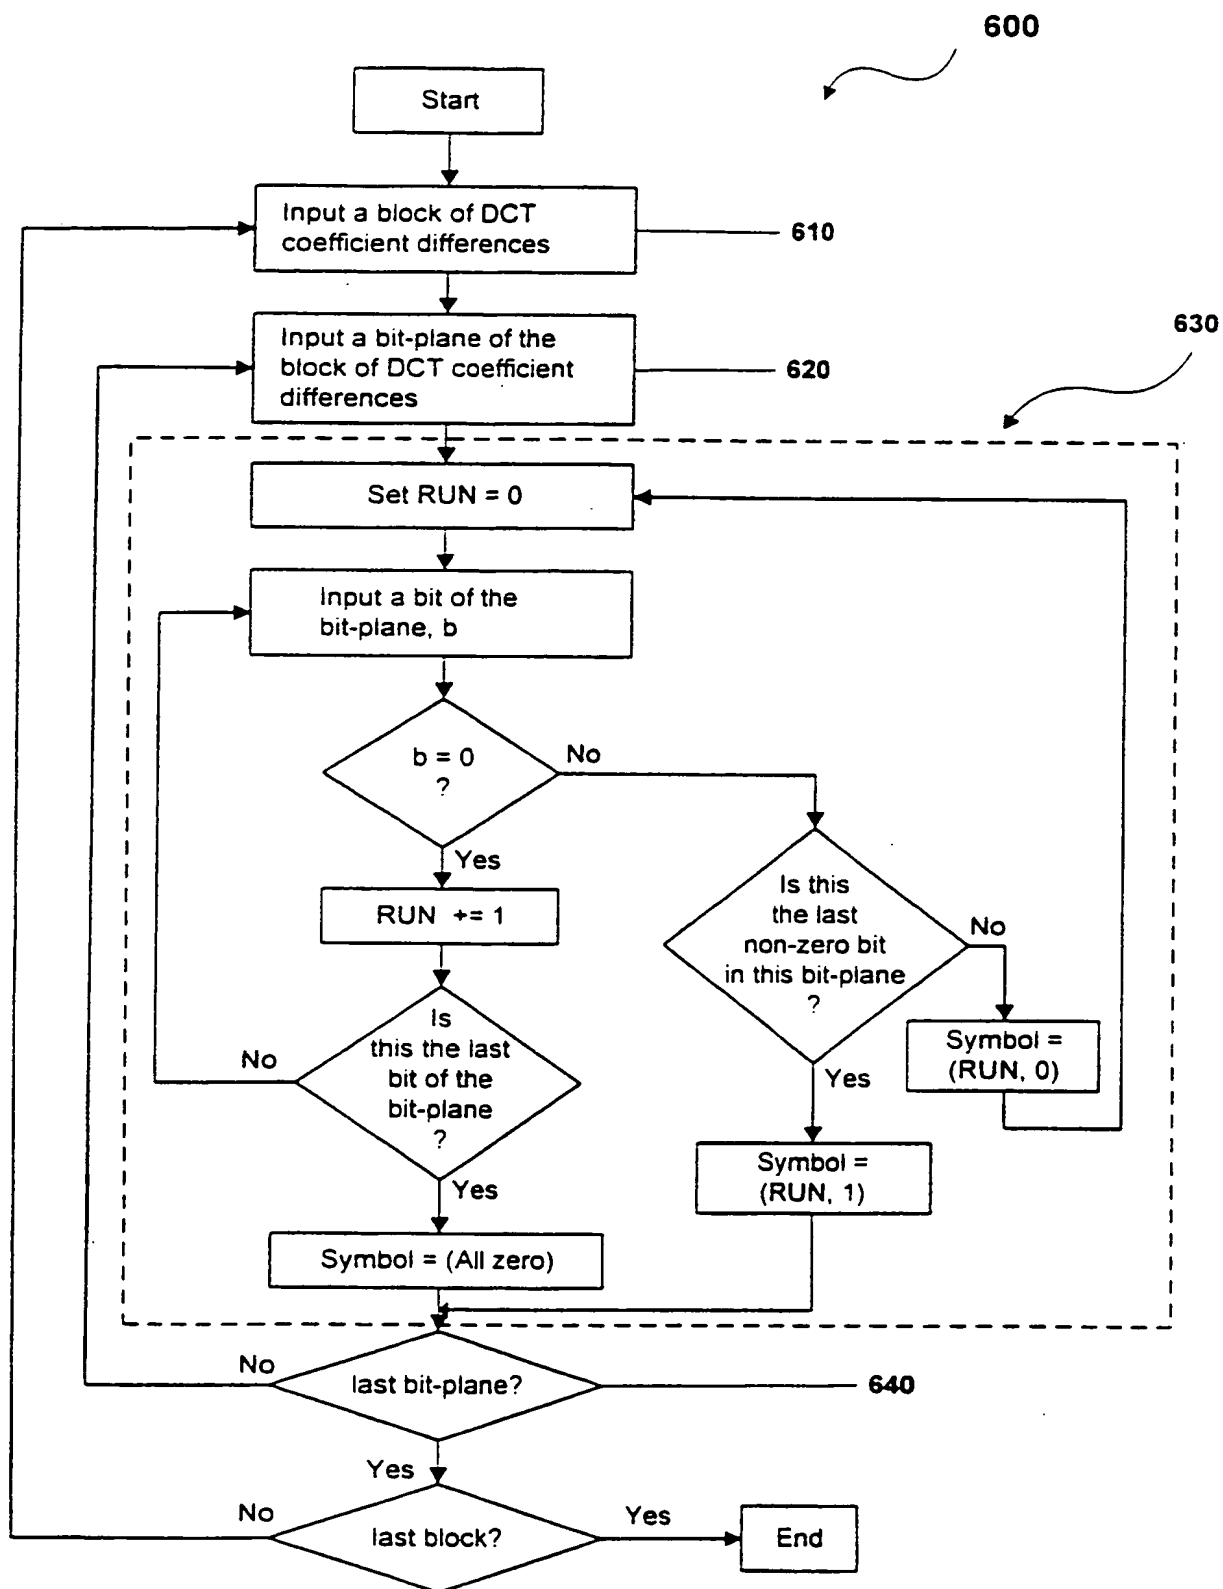 600
Start
Input a block of DCT
coefficient differences
610
Input a bit-plane of the
block of DCT coefficient
differences
620
630
Set RUN = 0
Input a bit of the
bit-plane, b
b = 0
?
No
Yes
RUN += 1
Is this
the last
non-zero bit
in this bit-plane
?
No
Symbol =
(RUN, 0)
Yes
Symbol =
(RUN, 1)
Is
this the last
bit of the
bit-plane
?
No
Yes
Symbol = (All zero)
last bit-plane?
No
640
Yes
last block?
No
Yes
End